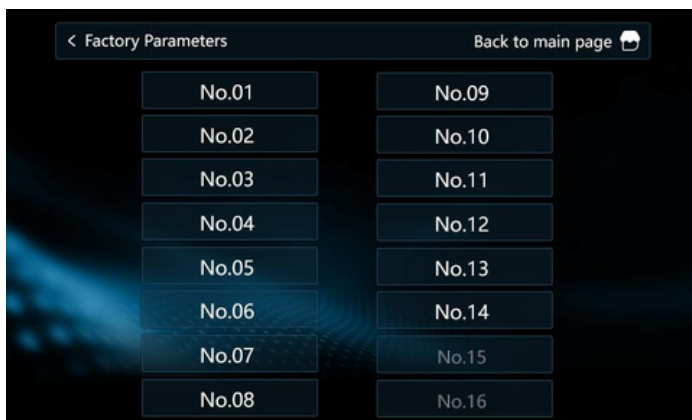 < Factory Parameters
Back to main page
No.01
No.02
No.03
No.04
No.05
No.06
No.07
No.08
No.09
No.10
No.11
No.12
No.13
No.14
No.15
No.16